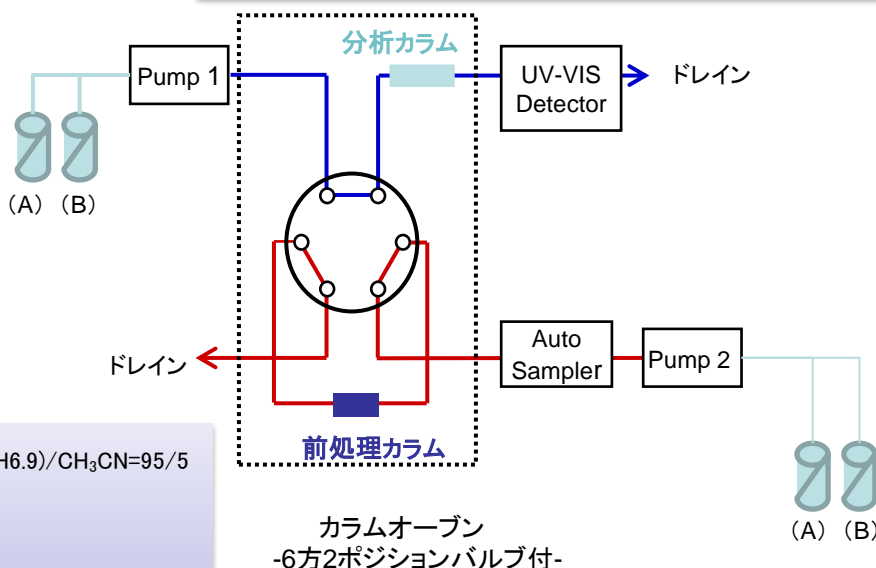 分析カラム
Pump 1
UV-VIS
Detector
ドレイン
(A) (B)
ドレイン
Auto
Sampler
Pump 2
前処理カラム
H6.9)/CH₃CN=95/5
カラムオーブン
-6方2ポジションバルブ付-
(A) (B)